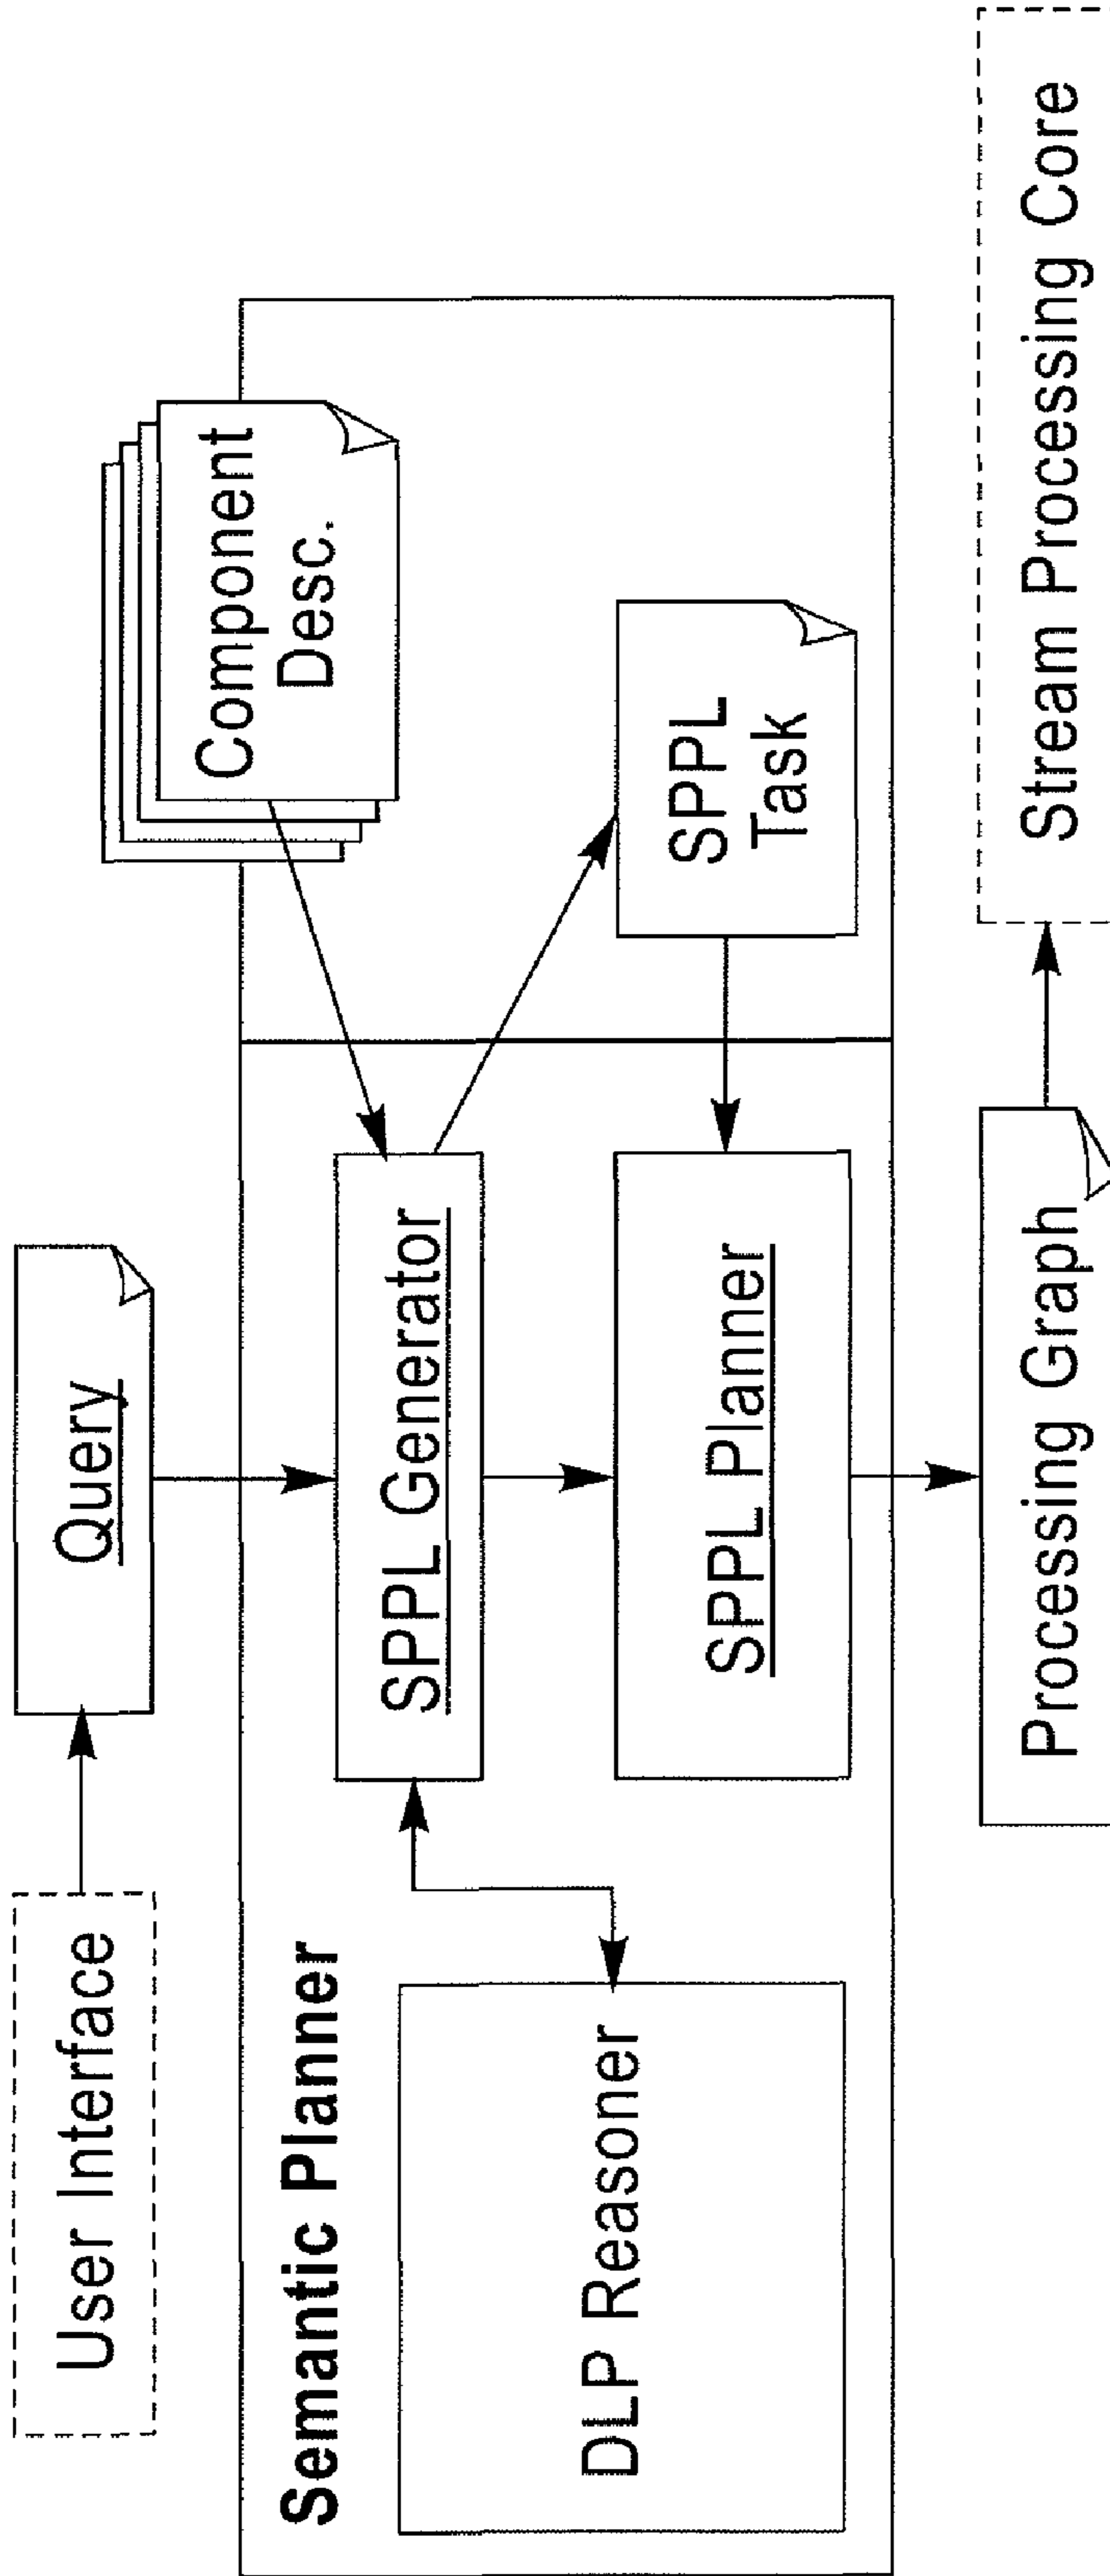 User Interface
Query
Component
Desc.
Semantic Planner
SPPL Generator
DLP Reasoner
SPPL Planner
SPPL
Task
Processing Graph
Stream Processing Core